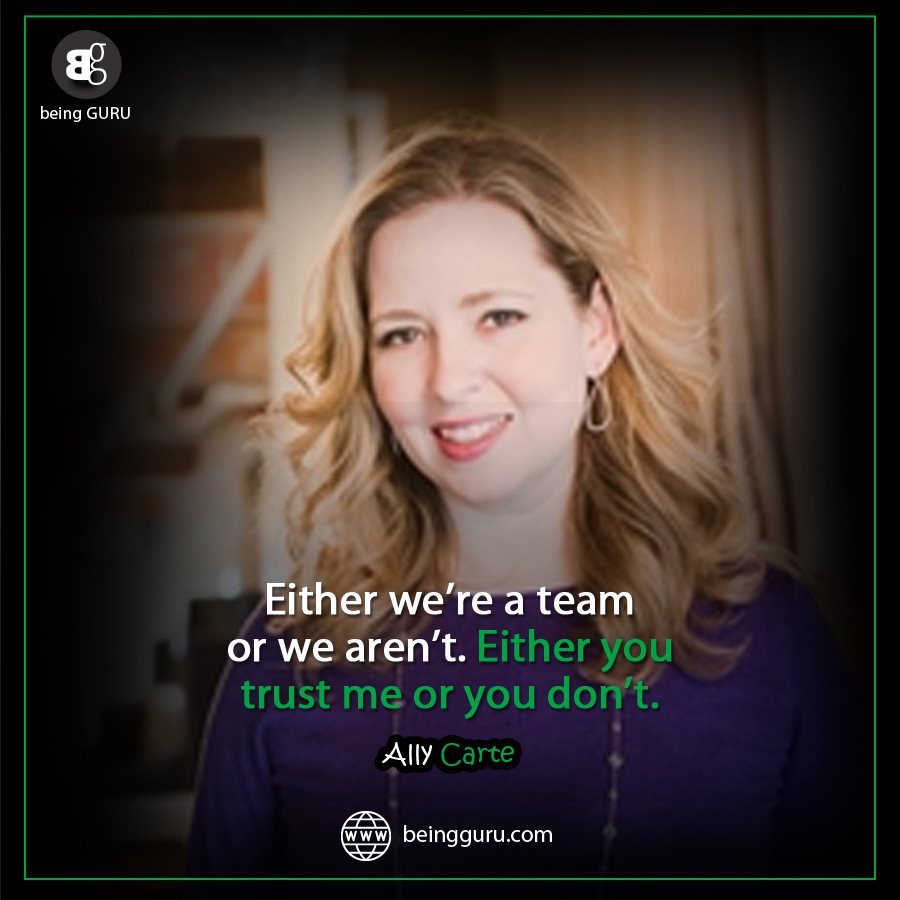 Bg
being GURU
Either we’re a team
or we aren’t. Either you
trust me or you don’t.
Ally Carte
WWW
beingguru.com